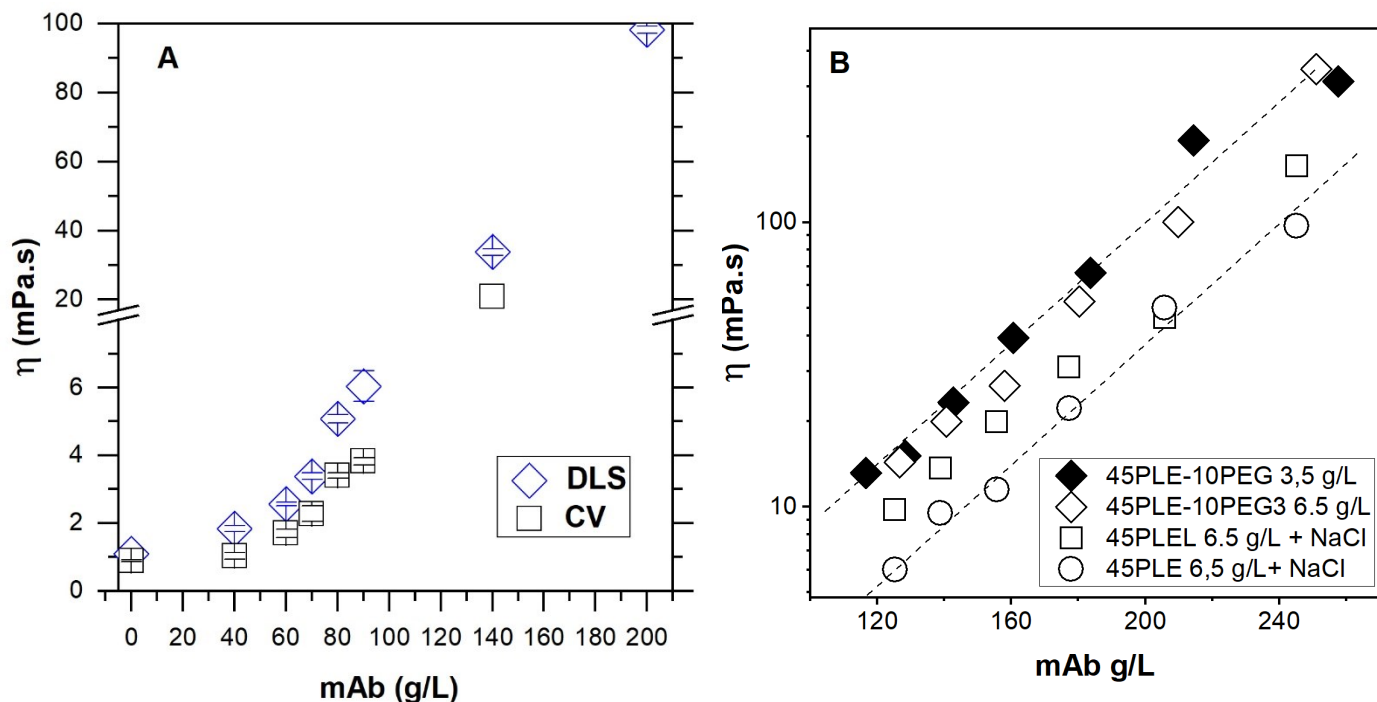 A
η (mPa.s)
100
80
60
40
20
6
4
2
0
DLS
CV
0 20 40 60 80 100 120 140 160 180 200
mAb (g/L)
B
η (mPa.s)
100
10
45PLE-10PEG 3,5 g/L
45PLE-10PEG3 6.5 g/L
45PLEL 6.5 g/L + NaCl
45PLE 6,5 g/L+ NaCl
120 160 200 240
mAb g/L